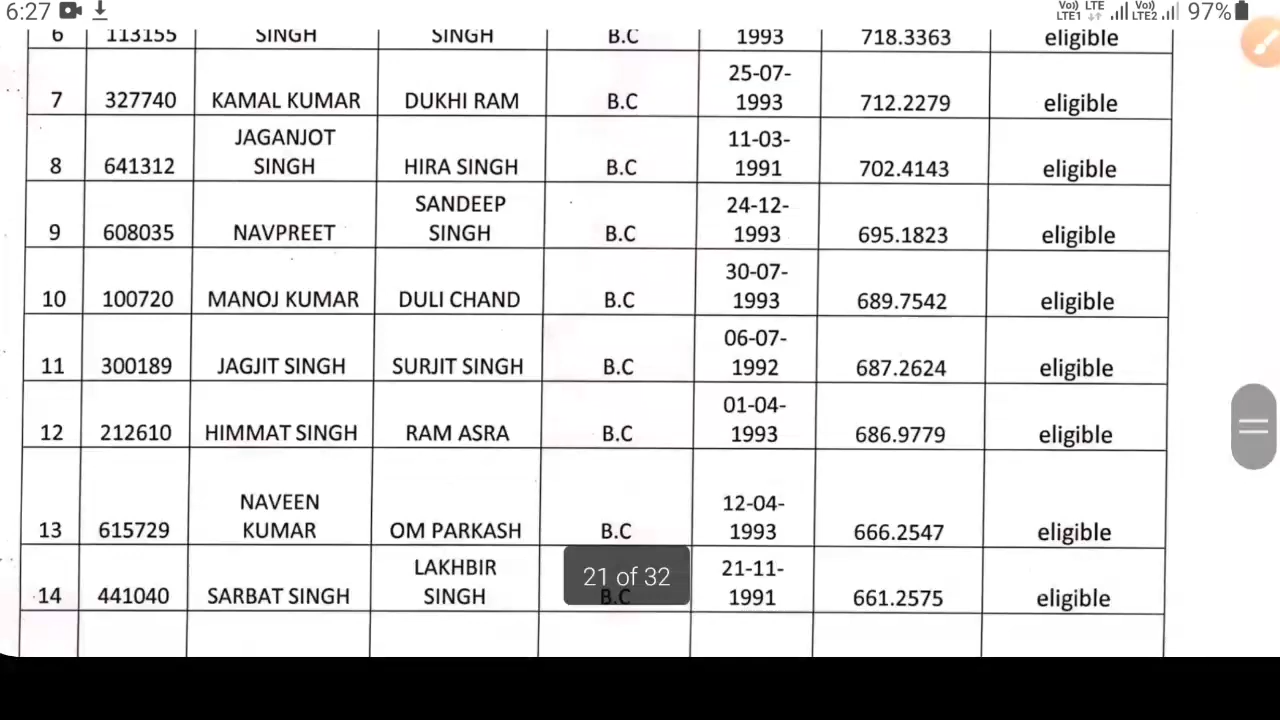 6:27 Vo) LTE1 LTE Vo) LTE2 97%
6 113155 SINGH SINGH B.C 1993 718.3363 eligible
25-07-
7 327740 KAMAL KUMAR DUKHI RAM B.C 1993 712.2279 eligible
JAGANJOT 11-03-
8 641312 SINGH HIRA SINGH B.C 1991 702.4143 eligible
SANDEEP 24-12-
9 608035 NAVPREET SINGH B.C 1993 695.1823 eligible
30-07-
10 100720 MANOJ KUMAR DULI CHAND B.C 1993 689.7542 eligible
06-07-
11 300189 JAGJIT SINGH SURJIT SINGH B.C 1992 687.2624 eligible
01-04-
12 212610 HIMMAT SINGH RAM ASRA B.C 1993 686.9779 eligible
NAVEEN 12-04-
13 615729 KUMAR OM PARKASH B.C 1993 666.2547 eligible
LAKHBIR 21 of 32 21-11-
14 441040 SARBAT SINGH SINGH B.C 1991 661.2575 eligible